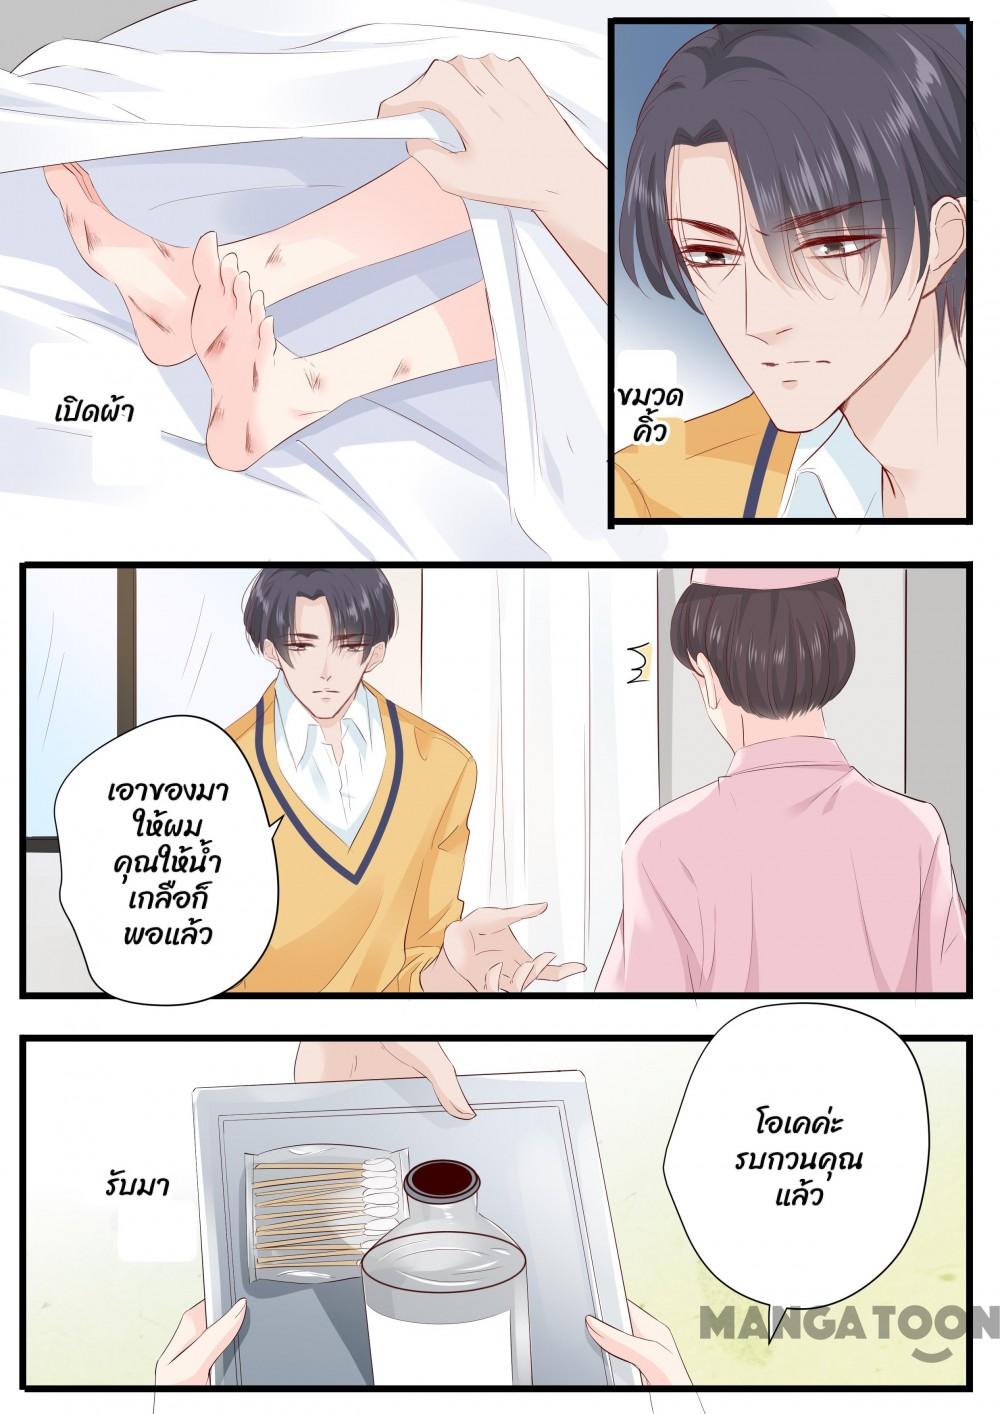 เปิดผ้า
ขมวด
คิ้ว
เอาของมา
ให้ผม
คุณให้น้ำ
เกลือก็
พอแล้ว
โอเคค่ะ
รบกวนคุณ
แล้ว
รับมา
MANGATOON